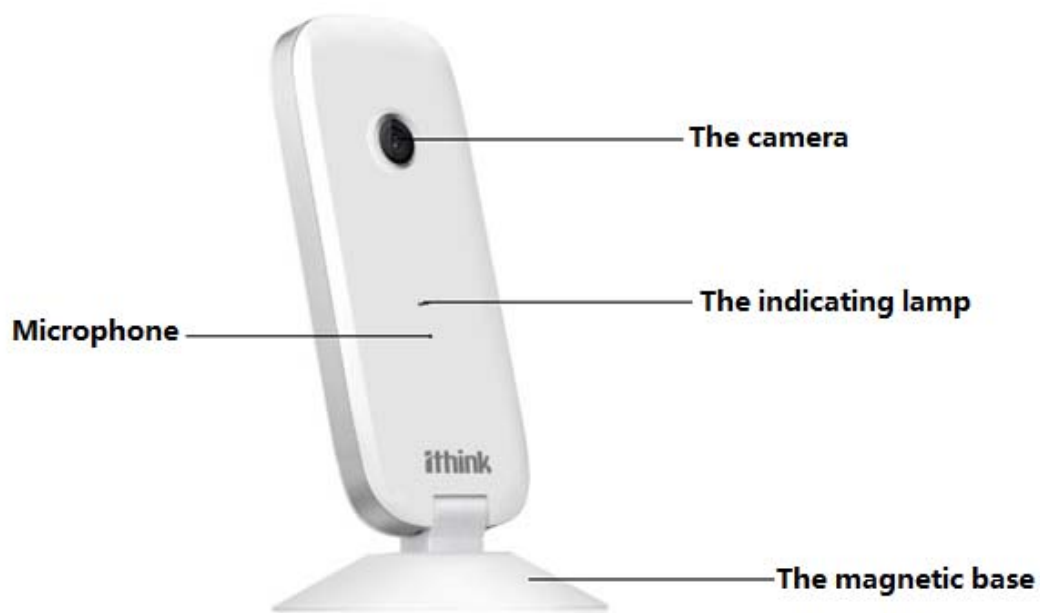 The camera
The indicating lamp
Microphone
ithink
The magnetic base